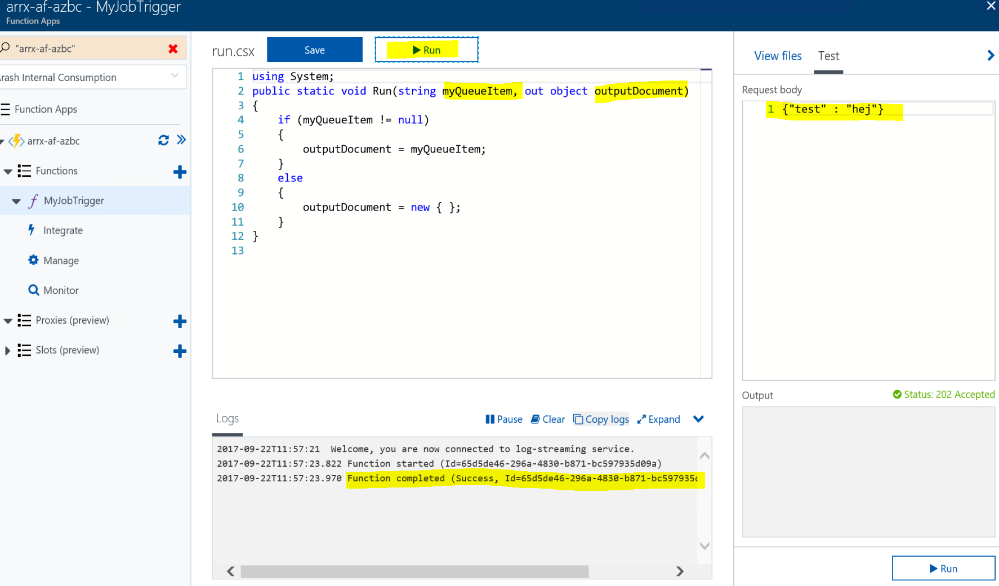 arrx-af-azbc - MyJobTrigger
Function Apps
"arrx-af-azbc"
rash Internal Consumption
Function Apps
arrx-af-azbc
Functions
MyJobTrigger
Integrate
Manage
Monitor
Proxies (preview)
Slots (preview)
run.csx
Save
Run
1 using System;
2 public static void Run(string myQueueItem, out object outputDocument)
3 {
4     if (myQueueItem != null)
5     {
6         outputDocument = myQueueItem;
7     }
8     else
9     {
10         outputDocument = new { };
11     }
12 }
13
Logs
Pause Clear Copy logs Expand
2017-09-22T11:57:21  Welcome, you are now connected to log-streaming service.
2017-09-22T11:57:23.822 Function started (Id=65d5de46-296a-4830-b871-bc597935d09a)
2017-09-22T11:57:23.970 Function completed (Success, Id=65d5de46-296a-4830-b871-bc597935d
View files Test
Request body
1 {"test" : "hej"}
Output Status: 202 Accepted
Run